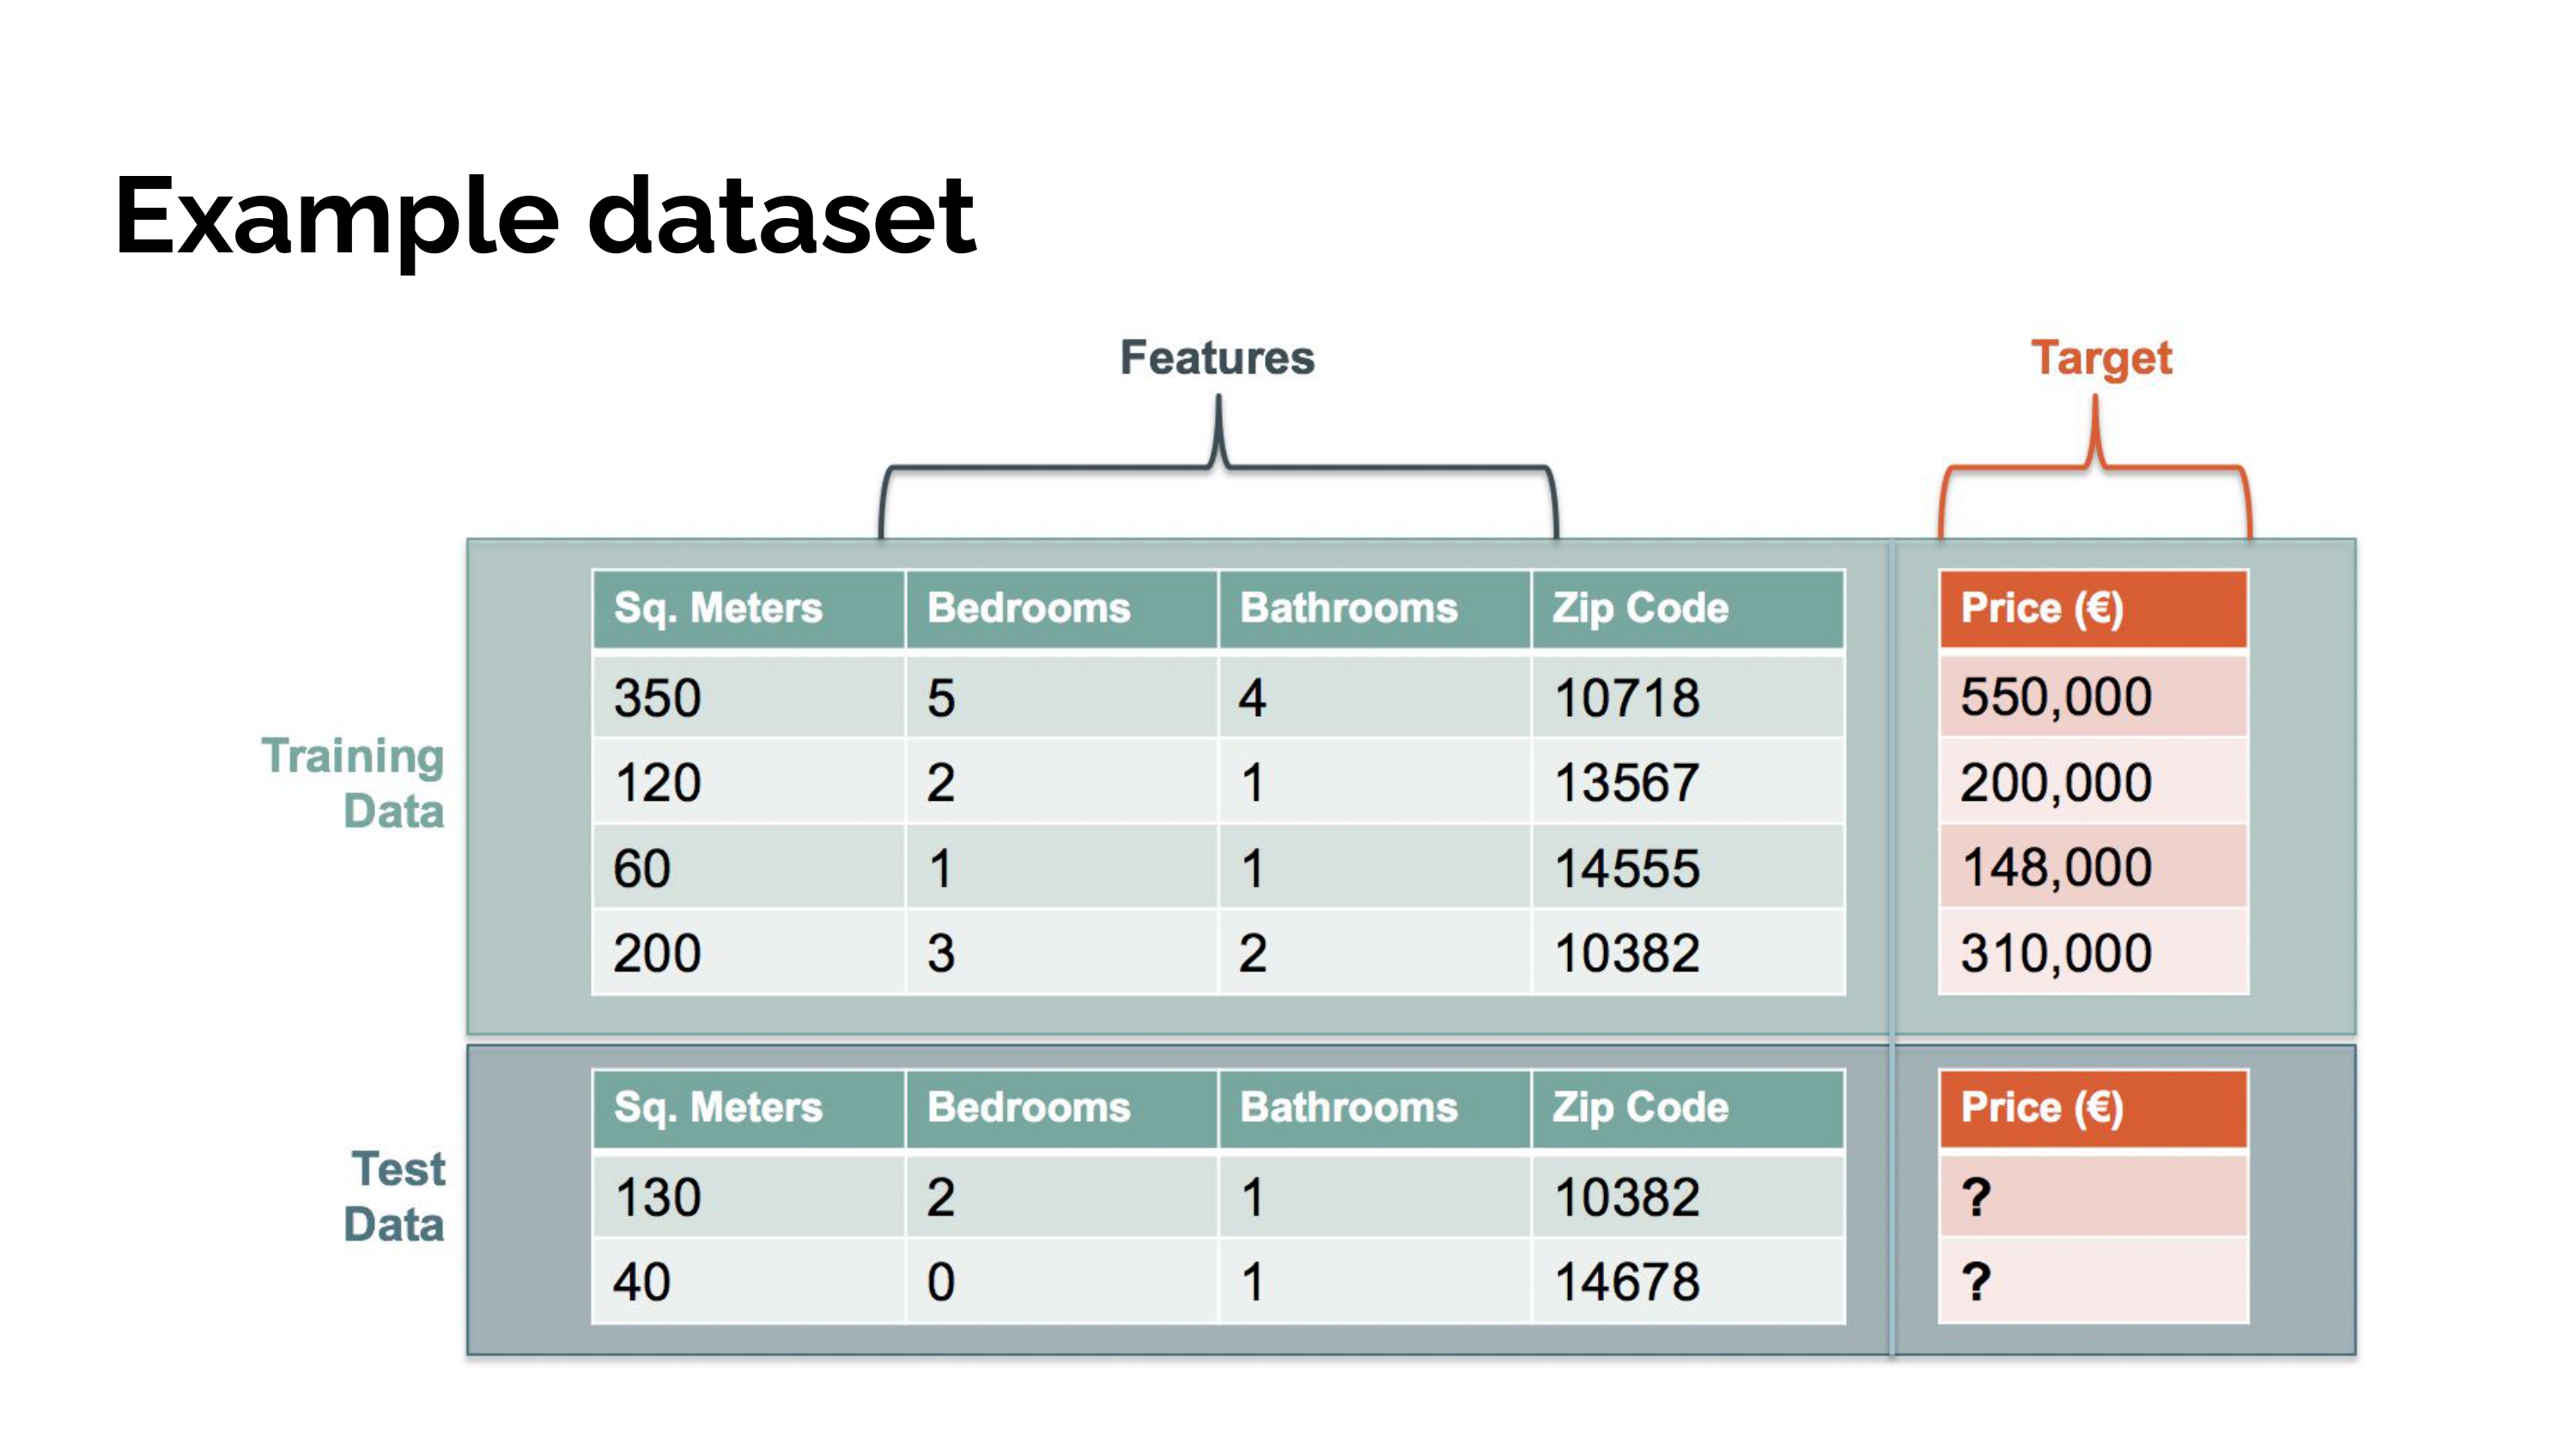 Example dataset
Features Target
Training Data
Sq. Meters Bedrooms Bathrooms Zip Code Price (€)
350 5 4 10718 550,000
120 2 1 13567 200,000
60 1 1 14555 148,000
200 3 2 10382 310,000
Test Data
Sq. Meters Bedrooms Bathrooms Zip Code Price (€)
130 2 1 10382 ?
40 0 1 14678 ?